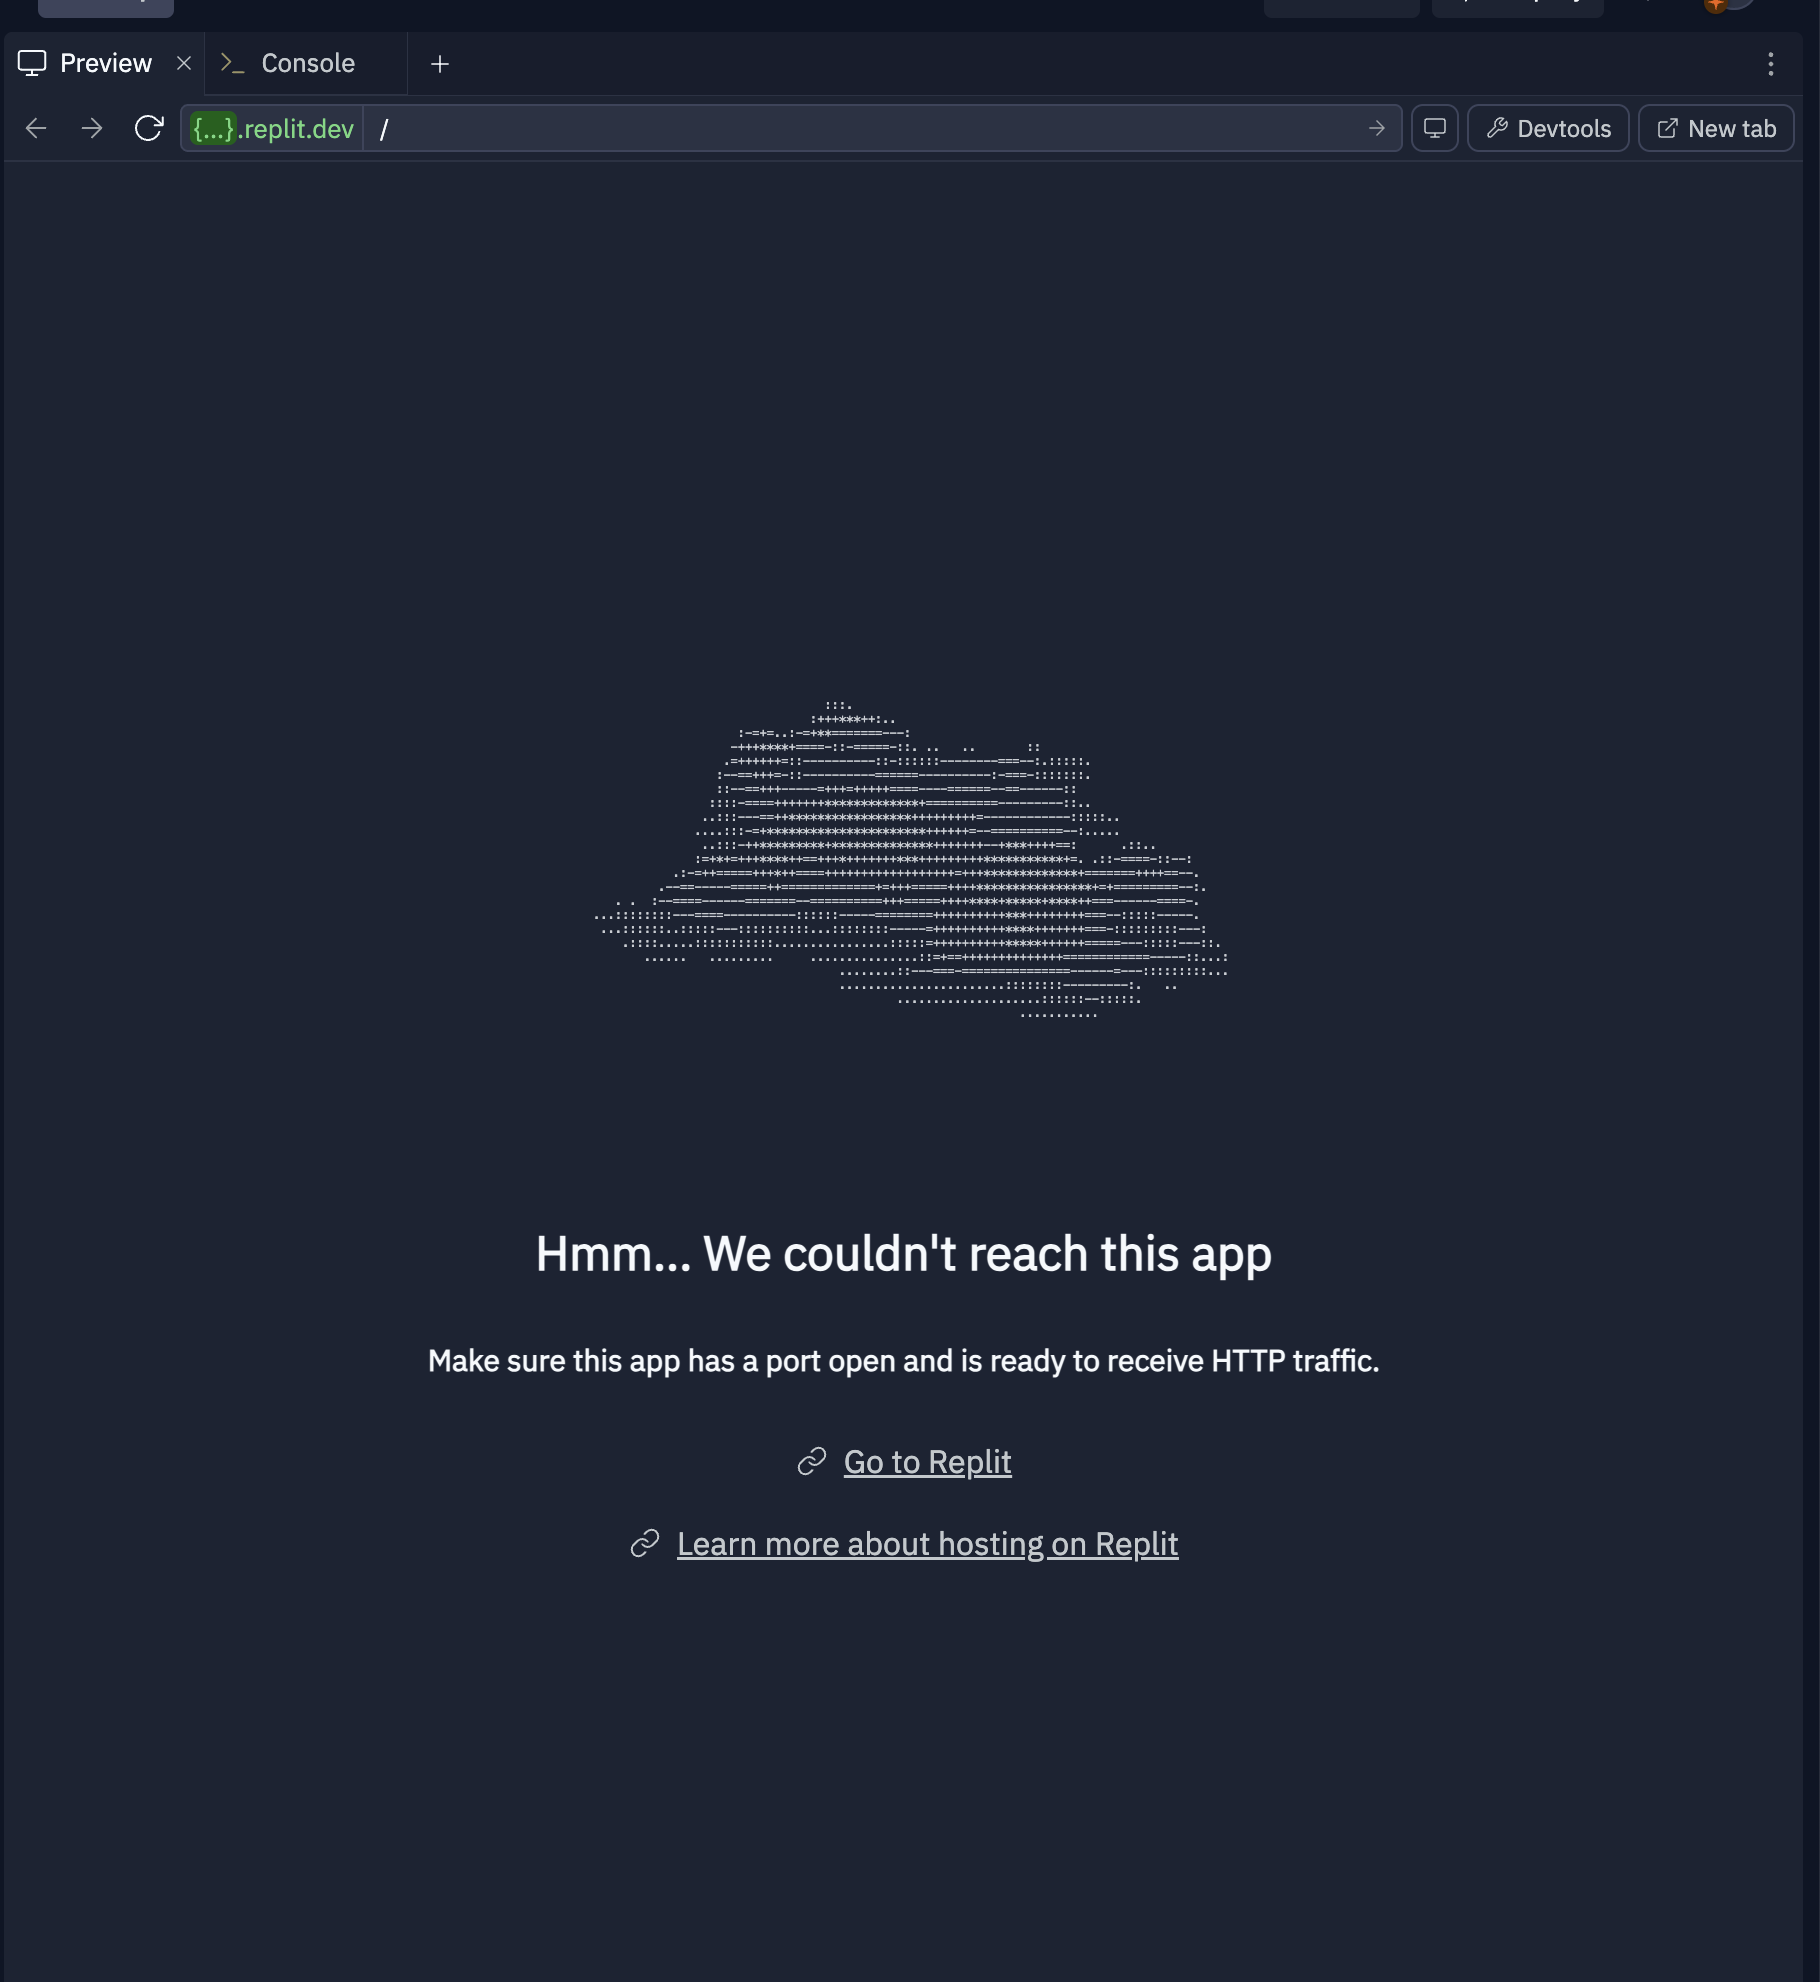 Preview
Console
{...}.replit.dev /
Devtools
New tab
Hmm... We couldn't reach this app
Make sure this app has a port open and is ready to receive HTTP traffic.
Go to Replit
Learn more about hosting on Replit